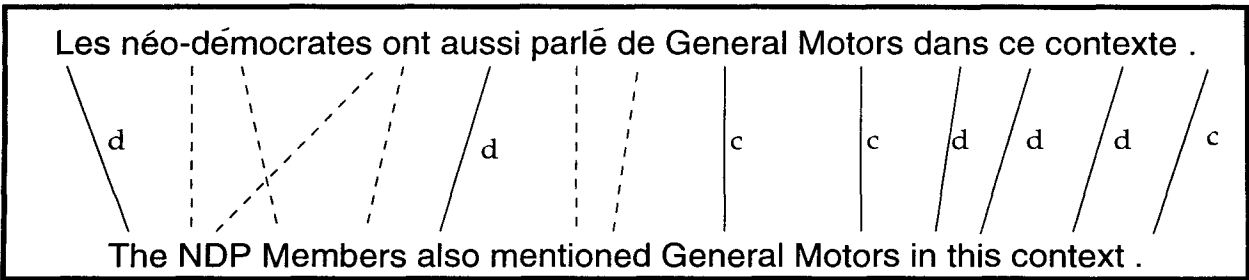 Les néo-démocrates ont aussi parlé de General Motors dans ce contexte .
d d c c d d d c
The NDP Members also mentioned General Motors in this context .